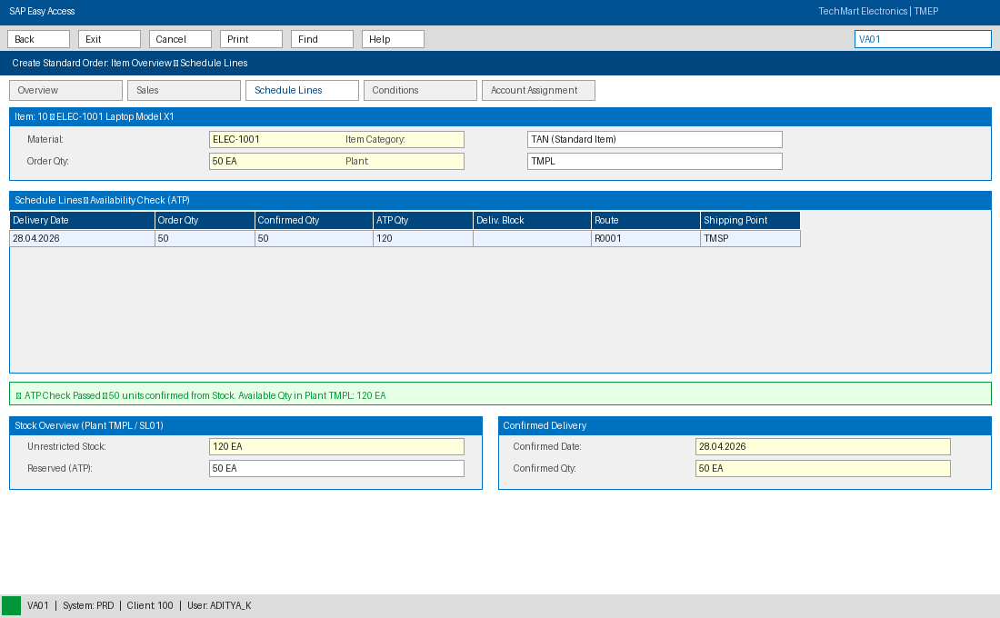 SAP Easy Access TechMart Electronics | TMEP
Back Exit Cancel Print Find Help VA01
Create Standard Order: Item Overview Schedule Lines
Overview Sales Schedule Lines Conditions Account Assignment
Item: 10 ELEC-1001 Laptop Model X1
Material: ELEC-1001 Item Category: TAN (Standard Item)
Order Qty: 50 EA Plant: TMPL
Schedule Lines Availability Check (ATP)
Delivery Date Order Qty Confirmed Qty ATP Qty Deliv. Block Route Shipping Point
28.04.2026 50 50 120 R0001 TMSP
ATP Check Passed 50 units confirmed from Stock. Available Qty in Plant TMPL: 120 EA
Stock Overview (Plant TMPL / SL01) Confirmed Delivery
Unrestricted Stock: 120 EA Confirmed Date: 28.04.2026
Reserved (ATP): 50 EA Confirmed Qty: 50 EA
VA01 | System: PRD | Client: 100 | User: ADITYA_K